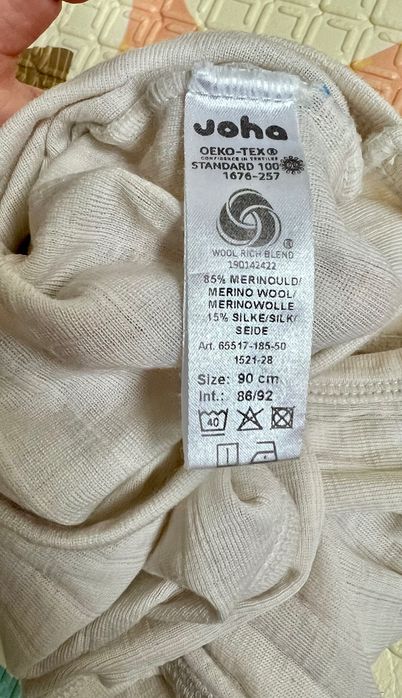 Joha
OEKO-TEX®
CONFIDENCE IN TEXTILES
STANDARD 100
1676-257
®
WOOL RICH BLEND
190142422
85% MERINOULD/
MERINO WOOL/
MERINOWOLLE
15% SILKE/SILK/
SEIDE
Art. 65517-185-50
1521-28
Size: 90 cm
Int.: 86/92
40